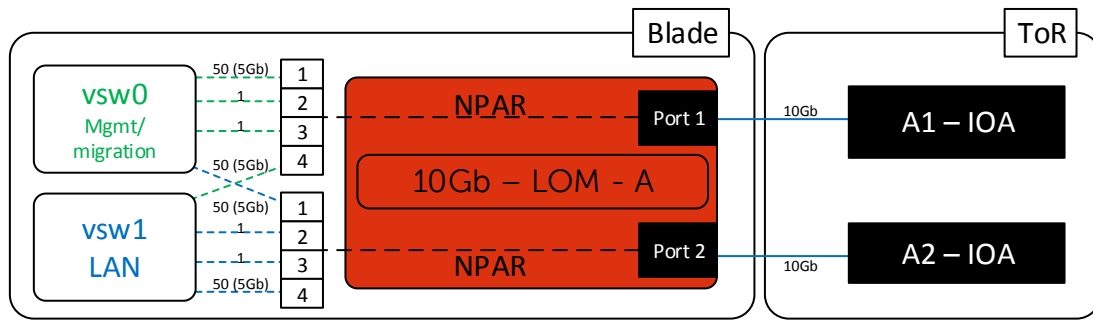 Blade
ToR
vsw0
Mgmt/
migration
50 (5Gb)
1
1
50 (5Gb)
1
2
3
4
NPAR
Port 1
10Gb
A1 – IOA
10Gb – LOM - A
vsw1
LAN
50 (5Gb)
1
1
50 (5Gb)
1
2
3
4
NPAR
Port 2
10Gb
A2 – IOA